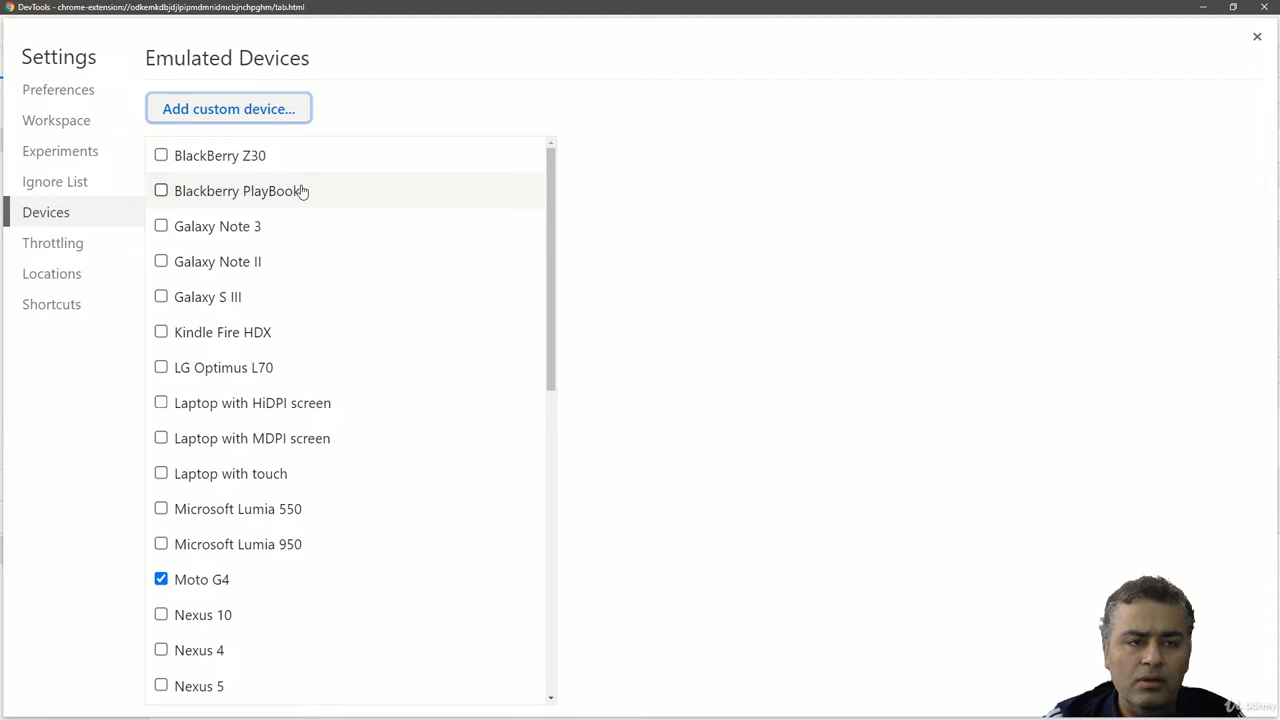 DevTools - chrome-extension://odkemkdbjdjlpipmdmnidmcbjnchpghm/tab.html
Settings
Preferences
Workspace
Experiments
Ignore List
Devices
Throttling
Locations
Shortcuts
Emulated Devices
Add custom device...
BlackBerry Z30
Blackberry PlayBook
Galaxy Note 3
Galaxy Note II
Galaxy S III
Kindle Fire HDX
LG Optimus L70
Laptop with HiDPI screen
Laptop with MDPI screen
Laptop with touch
Microsoft Lumia 550
Microsoft Lumia 950
Moto G4
Nexus 10
Nexus 4
Nexus 5
Udemy